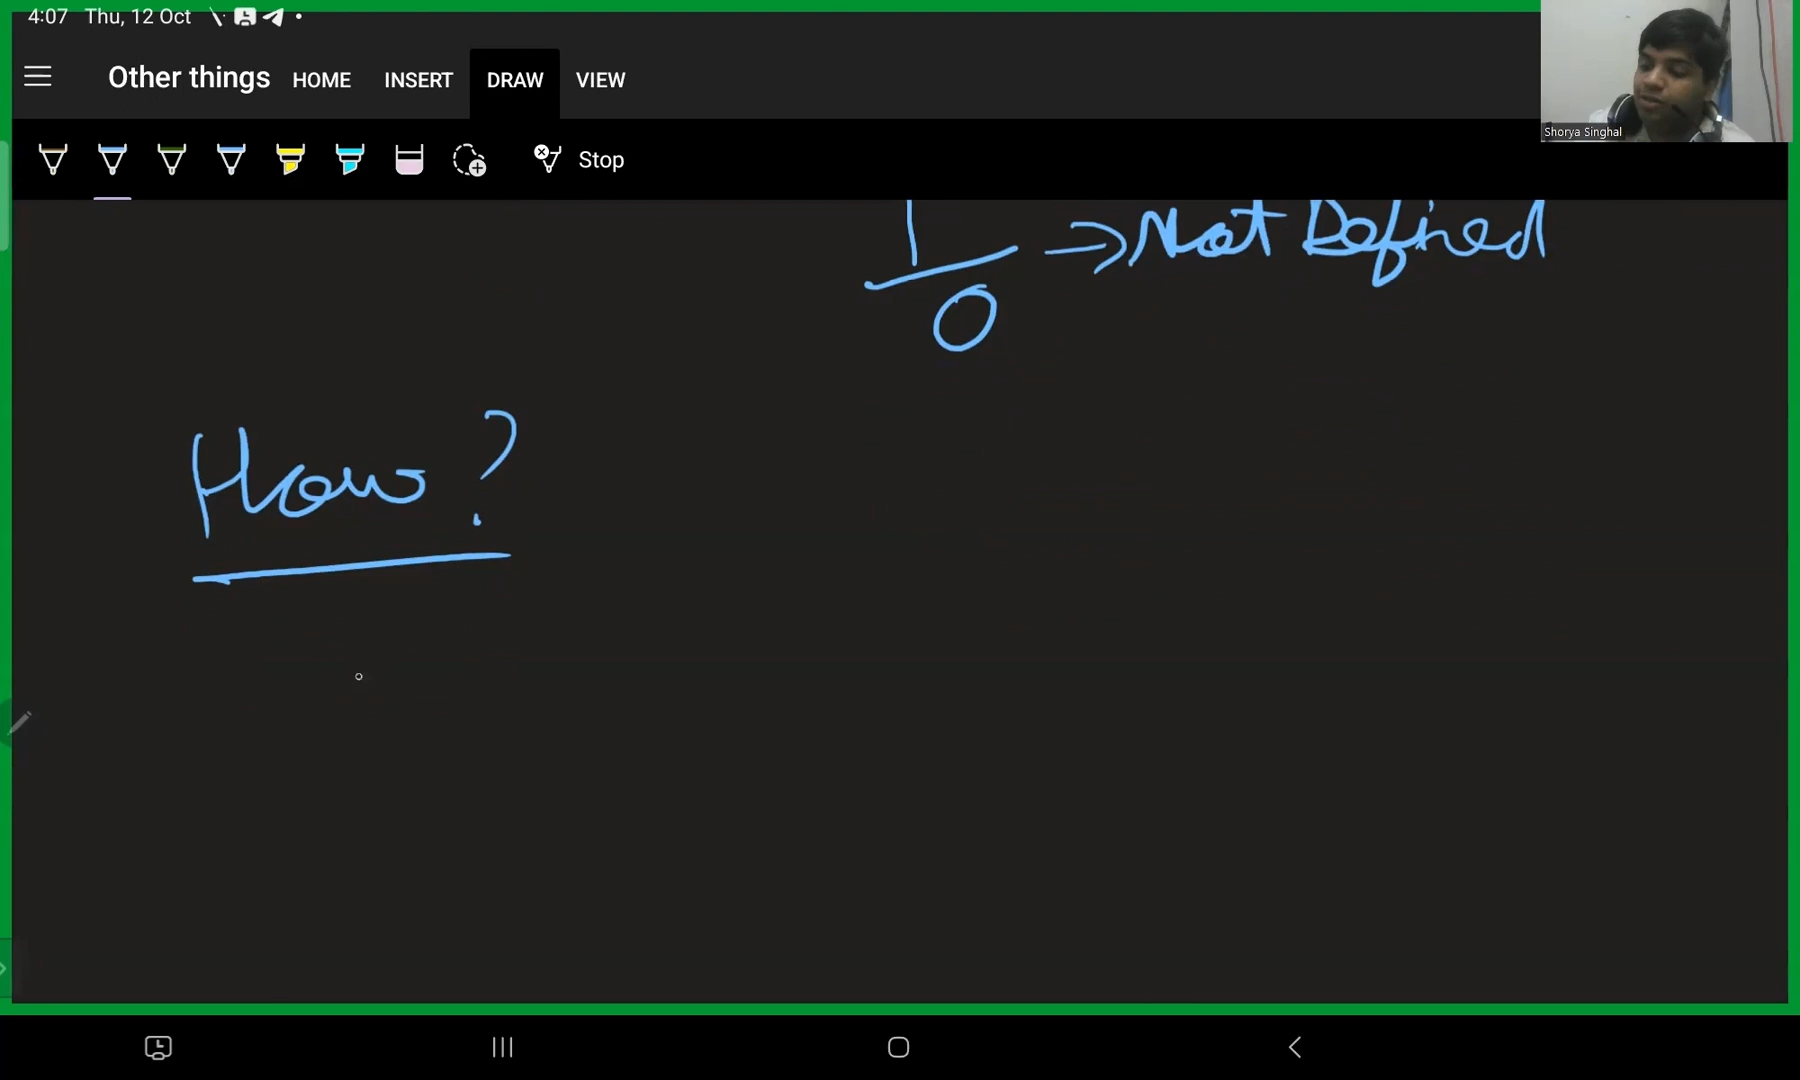 4:07 Thu, 12 Oct
Other things HOME INSERT DRAW VIEW
Shorya Singhal
Stop
1
0
⇒ Not Defined
How?